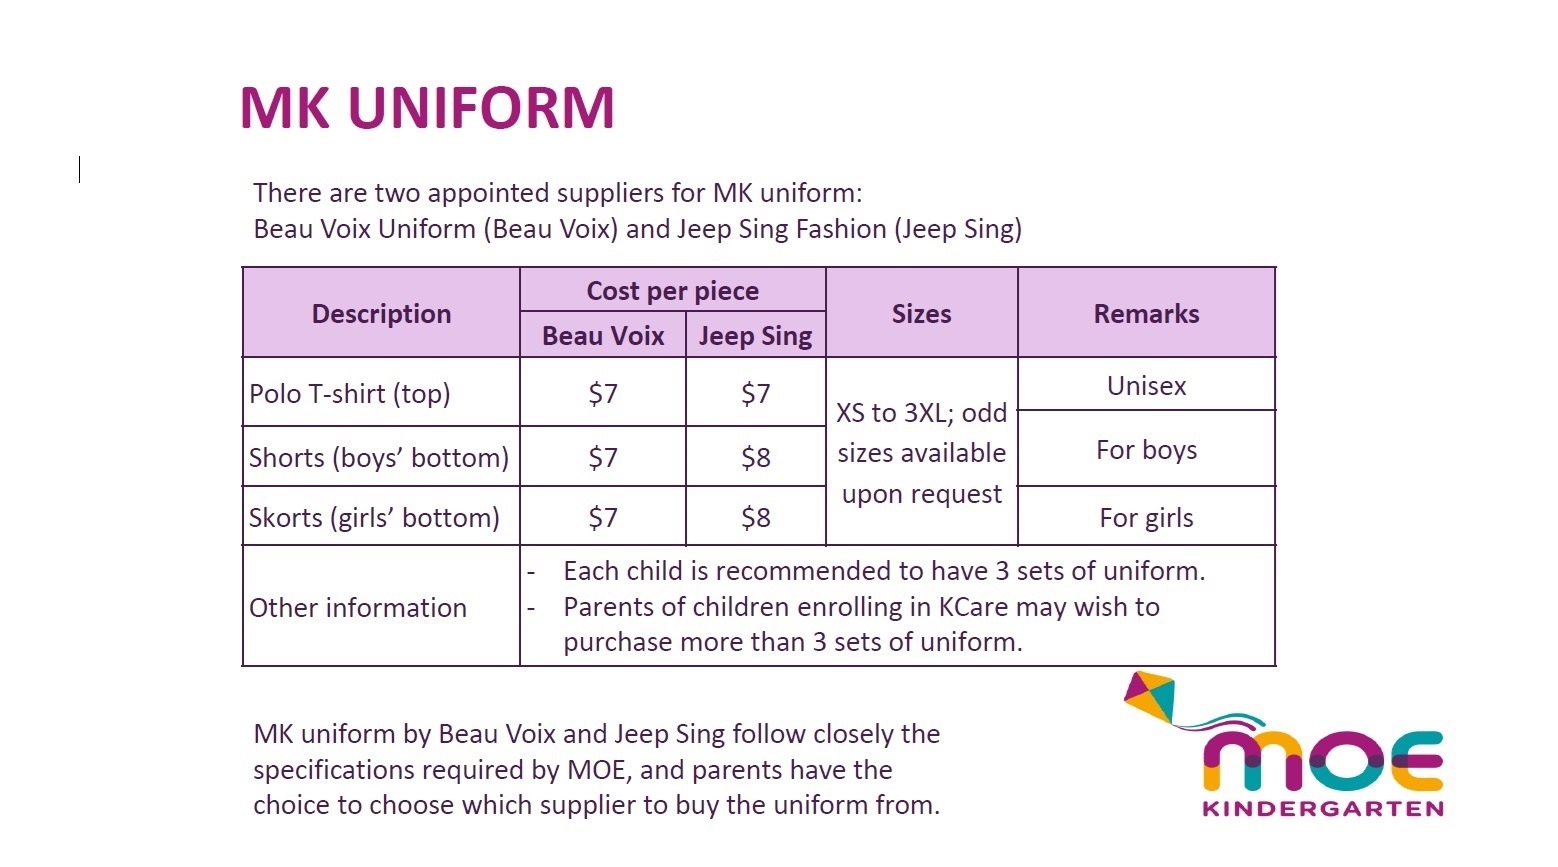 MK UNIFORM
There are two appointed suppliers for MK uniform:
Beau Voix Uniform (Beau Voix) and Jeep Sing Fashion (Jeep Sing)
Description
Cost per piece
Beau Voix
Jeep Sing
Sizes
Remarks
Polo T-shirt (top)
$7
$7
Unisex
Shorts (boys’ bottom)
$7
$8
For boys
Skorts (girls’ bottom)
$7
$8
For girls
XS to 3XL; odd
sizes available
upon request
Other information
- Each child is recommended to have 3 sets of uniform.
- Parents of children enrolling in KCare may wish to
purchase more than 3 sets of uniform.
MK uniform by Beau Voix and Jeep Sing follow closely the
specifications required by MOE, and parents have the
choice to choose which supplier to buy the uniform from.
moe
KINDERGARTEN